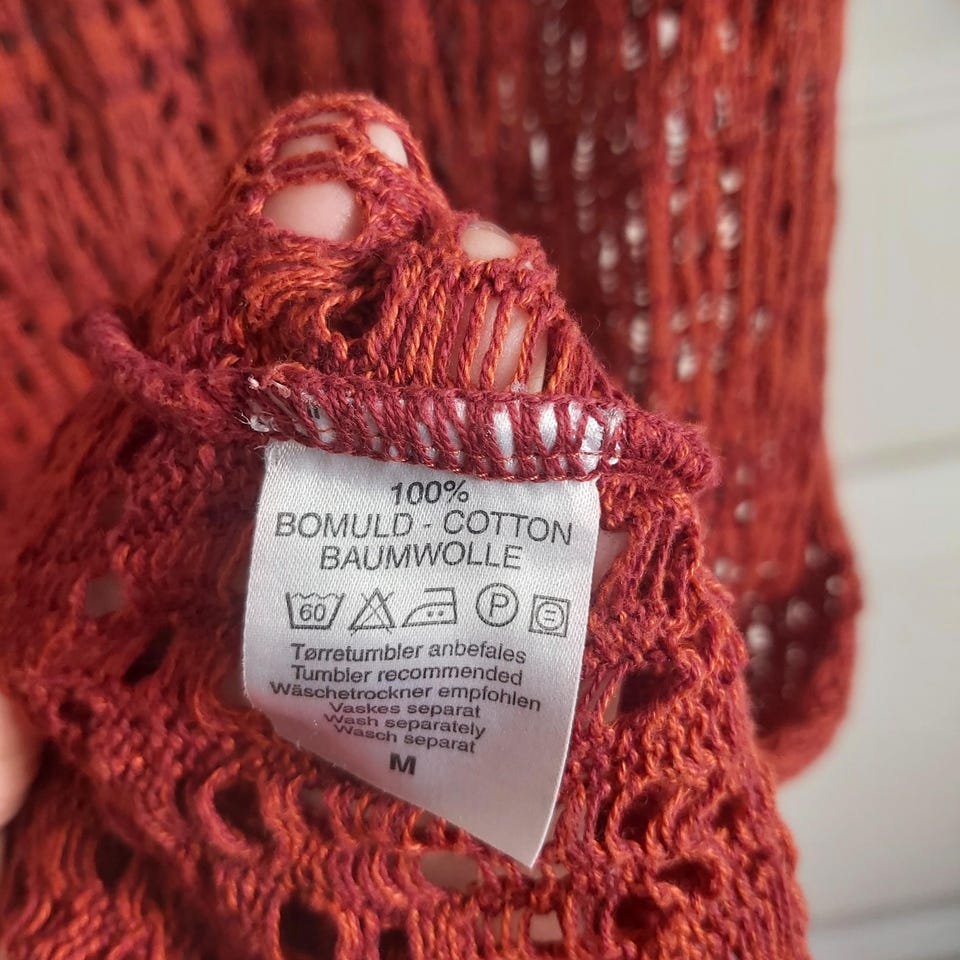 100%
BOMULD - COTTON
BAUMWOLLE
60 P
Tørretumbler anbefales
Tumbler recommended
Wäschetrockner empfohlen
Vaskes separat
Wash separately
Wasch separat
M